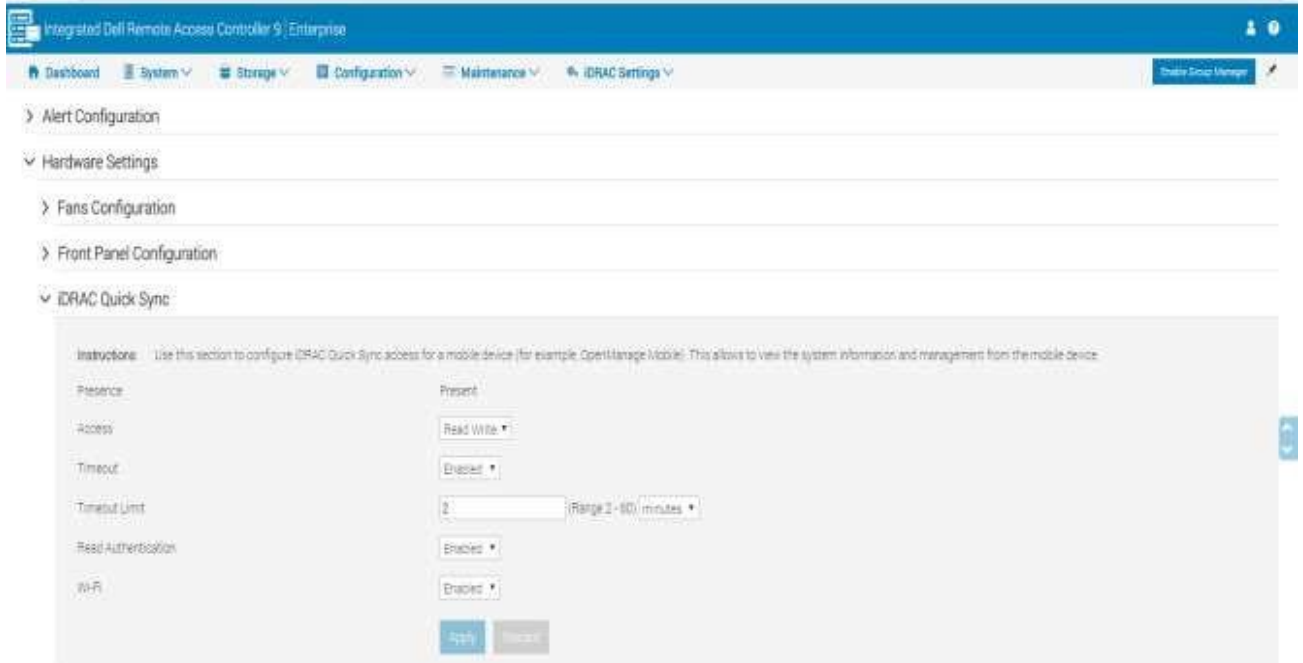 Integrated Dell Remote Access Controller 9 Enterprise
Dashboard System Storage Configuration Maintenance iDRAC Settings Enable Group Manager
Alert Configuration
Hardware Settings
Fans Configuration
Front Panel Configuration
iDRAC Quick Sync
Instructions Use this section to configure iDRAC Quick Sync access for a mobile device (for example, OpenManage Mobile). This allows to view the system information and management from the mobile device.
Presence Present
Access Read Write
Timeout Enabled
Timeout Limit 2 (Range 2 - 60) minutes
Read Authentication Enabled
Wi-Fi Enabled
Apply Discard